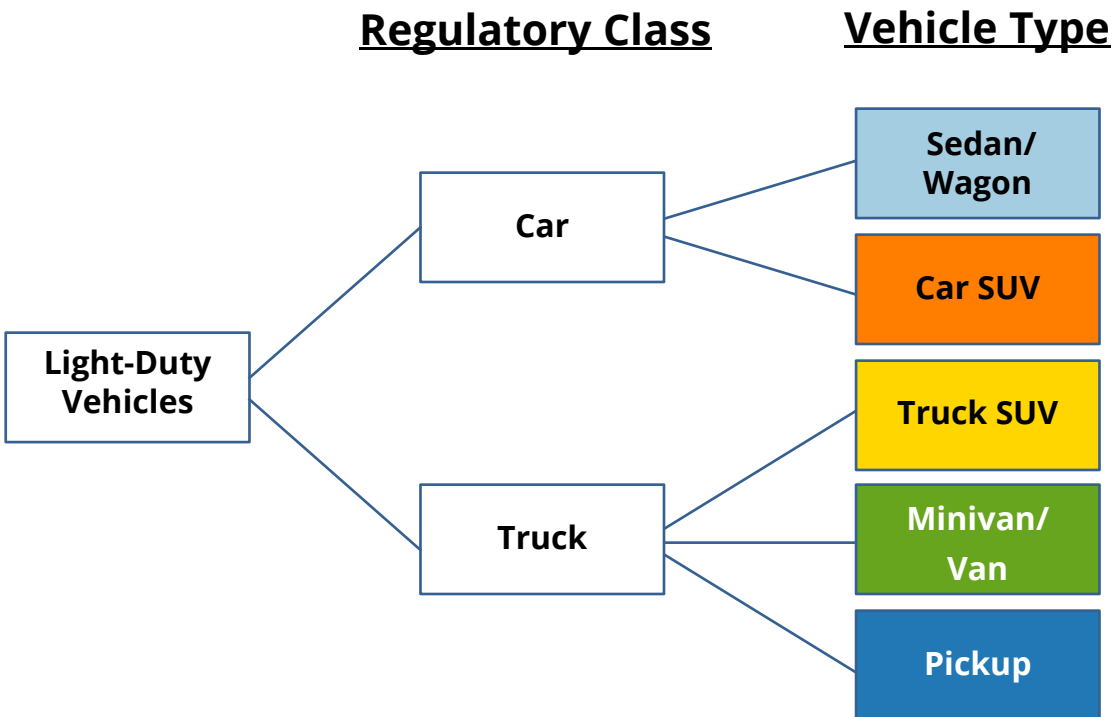 Regulatory Class
Vehicle Type
Sedan/
Wagon
Car
Car SUV
Light-Duty
Vehicles
Truck SUV
Truck
Minivan/
Van
Pickup